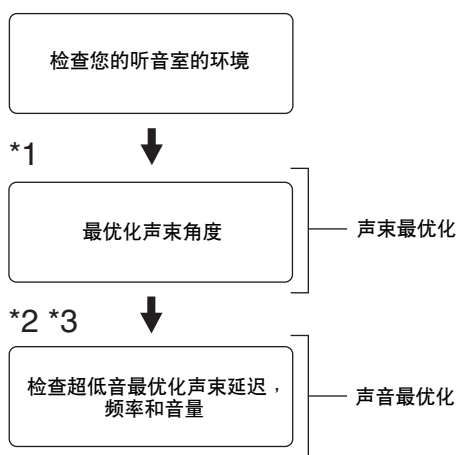 检查您的听音室的环境
*1
最优化声束角度
声束最优化
*2 *3
检查超低音最优化声束延迟，
频率和音量
声音最优化